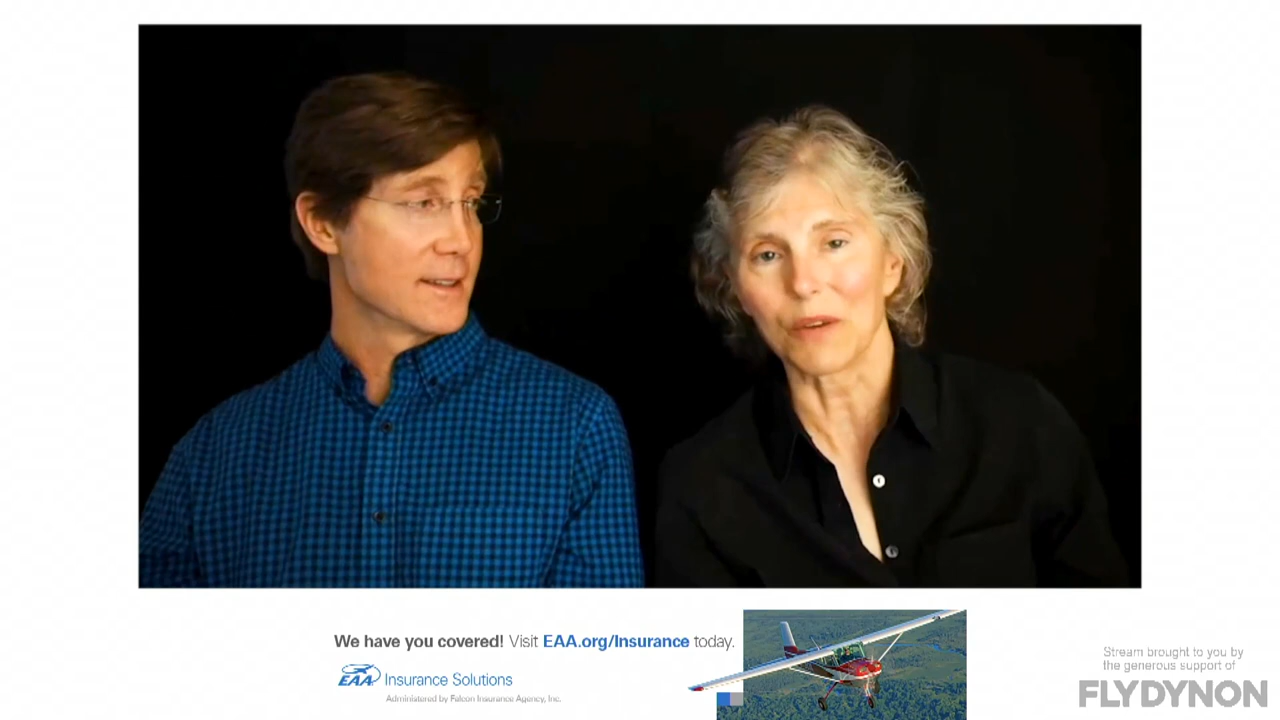 We have you covered! Visit EAA.org/Insurance today.
EAA Insurance Solutions
Administered by Falcon Insurance Agency, Inc.
Stream brought to you by
the generous support of
FLYDYNON